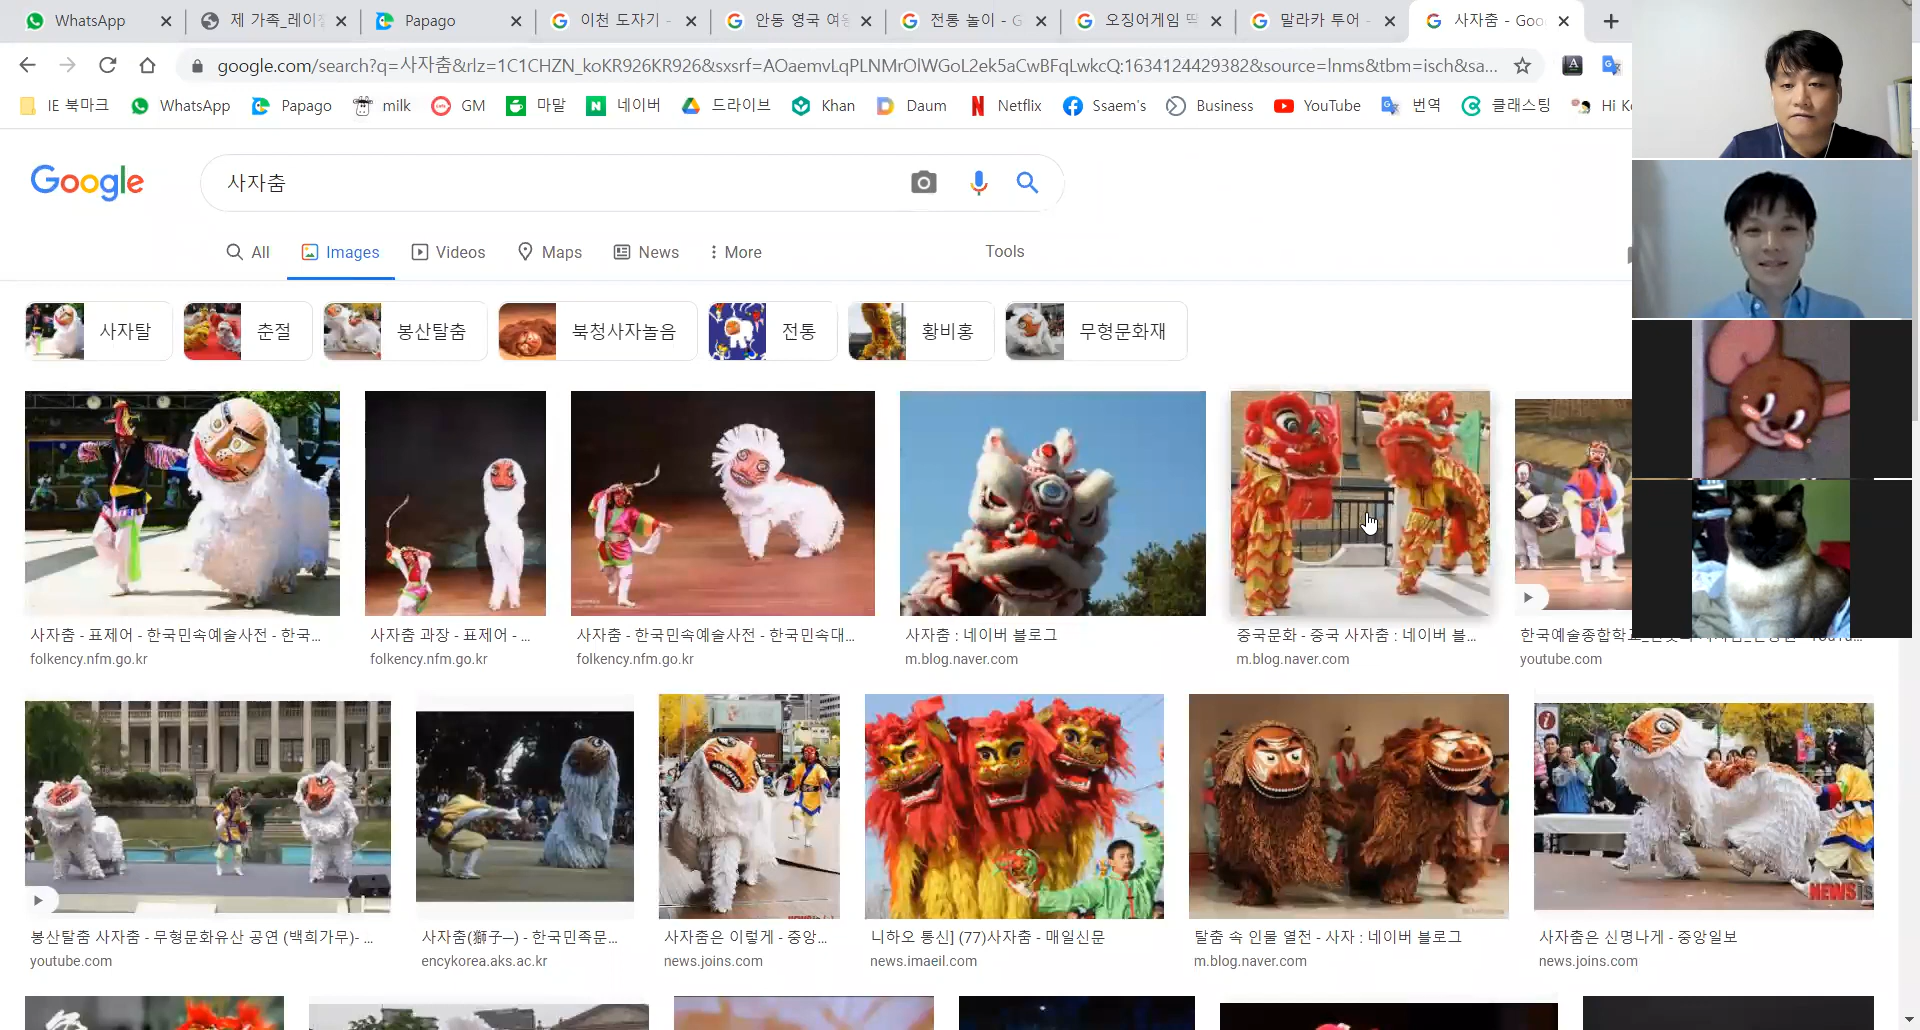 WhatsApp
제 가족_레이
Papago
이천 도자기 -
안동 영국 여
전통 놀이 - G
오징어게임
말라카 투어 -
사자춤 - Goo
google.com/search?q=사자춤&rlz=1C1CHZN_koKR926KR926&sxsrf=AOaemvLqPLNMrOlWGoL2ek5aCwBFqLwkcQ:1634124429382&source=lnms&tbm=isch&sa...
IE 북마크
WhatsApp
Papago
milk
GM
마말
네이버
드라이브
Khan
Daum
Netflix
Ssaem's
Business
YouTube
번역
클래스팅
Hi
Google
사자춤
All
Images
Videos
Maps
News
More
Tools
사자탈
춘절
봉산탈춤
북청사자놀음
전통
황비홍
무형문화재
사자춤 - 표제어 - 한국민속예술사전 - 한국...
folkency.nfm.go.kr
사자춤 과장 - 표제어 - ...
folkency.nfm.go.kr
사자춤 - 한국민속예술사전 - 한국민속대...
folkency.nfm.go.kr
사자춤 : 네이버 블로그
m.blog.naver.com
중국문화 - 중국 사자춤 : 네이버 블...
m.blog.naver.com
youtube.com
봉산탈춤 사자춤 - 무형문화유산 공연 (백희가무)- ...
youtube.com
사자춤(獅子─) - 한국민족문...
encykorea.aks.ac.kr
사자춤은 이렇게 - 중앙...
news.joins.com
니하오 통신] (77)사자춤 - 매일신문
news.imaeil.com
탈춤 속 인물 열전 - 사자 : 네이버 블로그
m.blog.naver.com
NEWSis
사자춤은 신명나게 - 중앙일보
news.joins.com